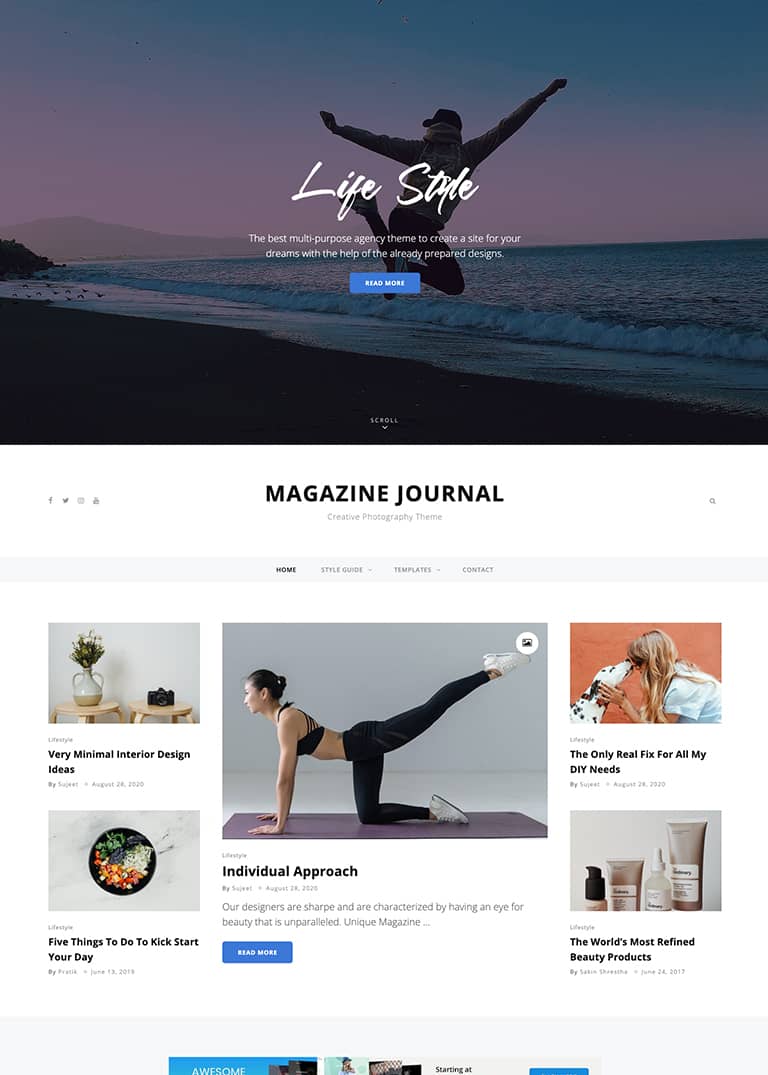 Life Style
The best multi-purpose agency theme to create a site for your
dreams with the help of the already prepared designs.
READ MORE
SCROLL
MAGAZINE JOURNAL
Creative Photography Theme
HOME
STYLE GUIDE
TEMPLATES
CONTACT
Lifestyle
Very Minimal Interior Design
Ideas
By Sujeet August 28, 2020
Lifestyle
Five Things To Do To Kick Start
Your Day
By Pratik June 13, 2019
Lifestyle
Individual Approach
By Sujeet August 28, 2020
Our designers are sharpe and are characterized by having an eye for
beauty that is unparalleled. Unique Magazine ...
READ MORE
Lifestyle
The Only Real Fix For All My
DIY Needs
By Sujeet August 28, 2020
Ordinary.
Lifestyle
The World's Most Refined
Beauty Products
By Sakin Shrestha June 24, 2017
AWESOME
Starting at